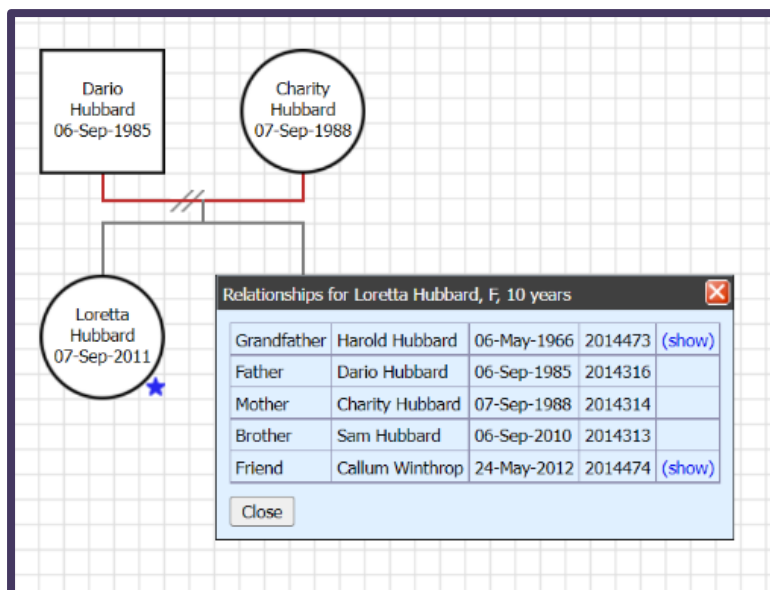 Dario
Hubbard
06-Sep-1985
Charity
Hubbard
07-Sep-1988
Loretta
Hubbard
07-Sep-2011
Relationships for Loretta Hubbard, F, 10 years
Grandfather Harold Hubbard 06-May-1966 2014473 (show)
Father Dario Hubbard 06-Sep-1985 2014316
Mother Charity Hubbard 07-Sep-1988 2014314
Brother Sam Hubbard 06-Sep-2010 2014313
Friend Callum Winthrop 24-May-2012 2014474 (show)
Close